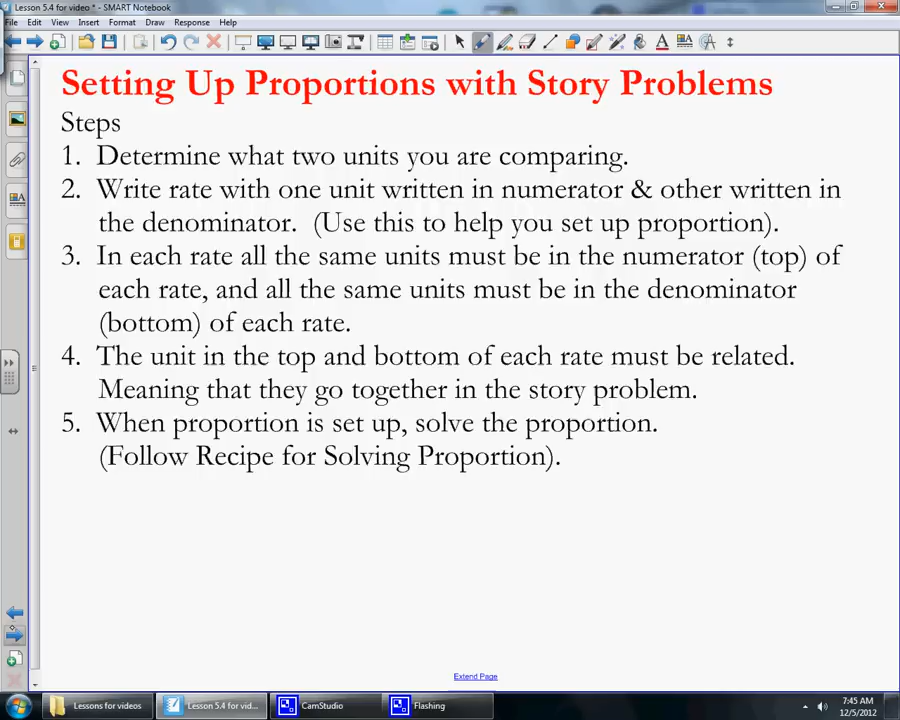 Lesson 5.4 for video * - SMART Notebook
File Edit View Insert Format Draw Response Help
Setting Up Proportions with Story Problems
Steps
1. Determine what two units you are comparing.
2. Write rate with one unit written in numerator & other written in
the denominator. (Use this to help you set up proportion).
3. In each rate all the same units must be in the numerator (top) of
each rate, and all the same units must be in the denominator
(bottom) of each rate.
4. The unit in the top and bottom of each rate must be related.
Meaning that they go together in the story problem.
5. When proportion is set up, solve the proportion.
(Follow Recipe for Solving Proportion).
Extend Page
Lessons for videos
Lesson 5.4 for vid...
CamStudio
Flashing
7:45 AM
12/5/2012